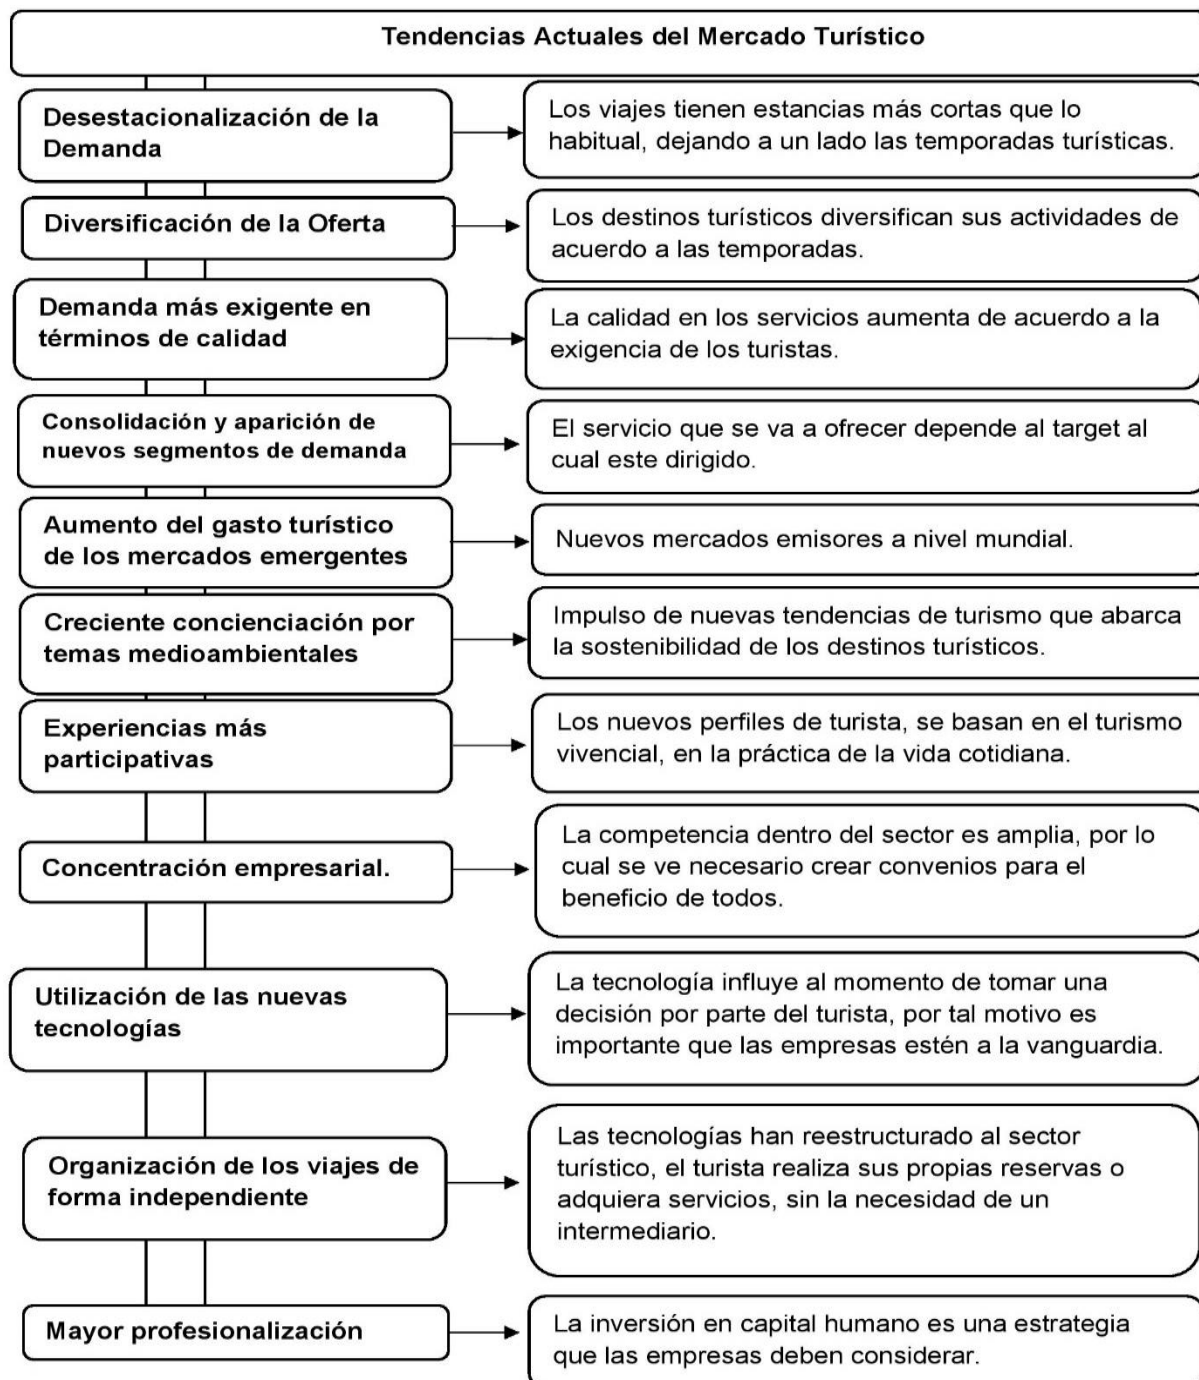 Tendencias Actuales del Mercado Turístico
Desestacionalización de la
Demanda
Los viajes tienen estancias más cortas que lo
habitual, dejando a un lado las temporadas turísticas.
Diversificación de la Oferta
Los destinos turísticos diversifican sus actividades de
acuerdo a las temporadas.
Demanda más exigente en
términos de calidad
La calidad en los servicios aumenta de acuerdo a la
exigencia de los turistas.
Consolidación y aparición de
nuevos segmentos de demanda
El servicio que se va a ofrecer depende al target al
cual este dirigido.
Aumento del gasto turístico
de los mercados emergentes
Nuevos mercados emisores a nivel mundial.
Creciente concienciación por
temas medioambientales
Impulso de nuevas tendencias de turismo que abarca
la sostenibilidad de los destinos turísticos.
Experiencias más
participativas
Los nuevos perfiles de turista, se basan en el turismo
vivencial, en la práctica de la vida cotidiana.
Concentración empresarial.
La competencia dentro del sector es amplia, por lo
cual se ve necesario crear convenios para el
beneficio de todos.
Utilización de las nuevas
tecnologías
La tecnología influye al momento de tomar una
decisión por parte del turista, por tal motivo es
importante que las empresas estén a la vanguardia.
Organización de los viajes de
forma independiente
Las tecnologías han reestructurado al sector
turístico, el turista realiza sus propias reservas o
adquiera servicios, sin la necesidad de un
intermediario.
Mayor profesionalización
La inversión en capital humano es una estrategia
que las empresas deben considerar.